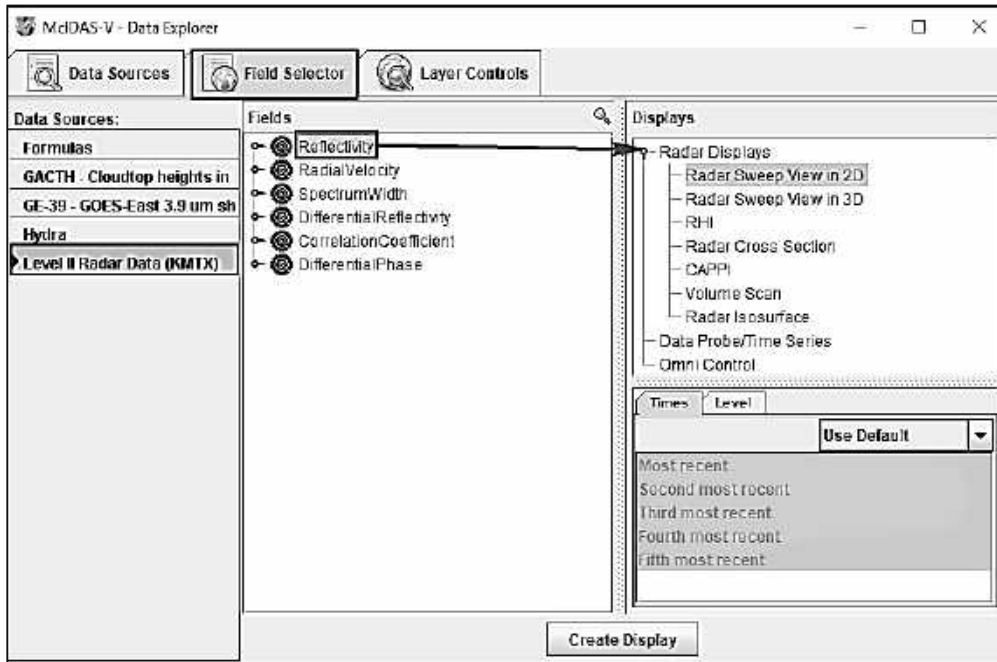 McIDAS-V - Data Explorer
Data Sources
Field Selector
Layer Controls
Data Sources:
Formulas
GACTH - Cloudtop heights in
GE-39 - GOES-East 3.9 um sh
Hydra
Level II Radar Data (KMTX)
Fields
Reflectivity
RadialVelocity
SpectrumWidth
DifferentialReflectivity
CorrelationCoefficient
DifferentialPhase
Displays
Radar Displays
Radar Sweep View in 2D
Radar Sweep View in 3D
RHI
Radar Cross Section
CAPPI
Volume Scan
Radar Isosurface
Data Probe/Time Series
Omni Control
Times
Level
Use Default
Most recent
Second most recent
Third most recent
Fourth most recent
Fifth most recent
Create Display